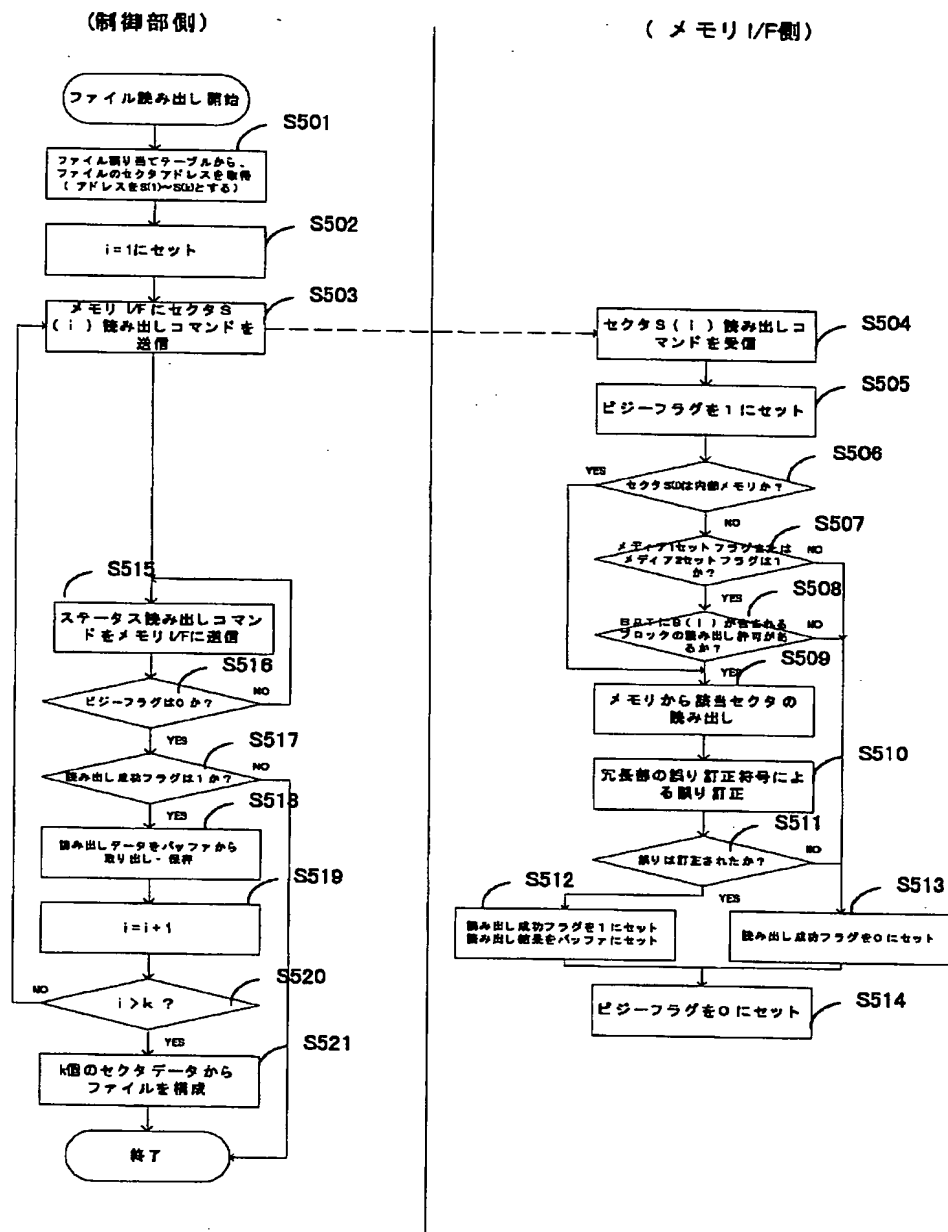 (制御部側)
ファイル読み出し開始
S501
ファイル割り当てテーブルから、
ファイルのセクタアドレスを取得
( アドレスをS(1)~S(k)とする)
S502
i=1にセット
S503
メモリI/FにセクタS
(i)読み出しコマンドを
送信
S515
ステータス読み出しコマン
ドをメモリI/Fに送信
S516
ビジーフラグは0か?
NO
YES
S517
読み出し成功フラグは1か?
NO
YES
S518
読み出しデータをバッファから
取り出し・保存
S519
i=i+1
S520
i>k ?
NO
YES
S521
k個のセクタデータから
ファイルを構成
終了
( メモリI/F側)
S504
セクタS(i)読み出しコ
マンドを受信
S505
ビジーフラグを1にセット
S506
YES
セクタS(i)は内部メモリか?
NO
S507
メディア1セットフラグまたは
メディア2セットフラグは1
か?
NO
YES
S508
S(i)が含まれる
ブロックの読み出し許可があ
るか?
NO
YES
S509
メモリから該当セクタの
読み出し
S510
冗長部の誤り訂正符号によ
る誤り訂正
S511
誤りは訂正されたか?
NO
YES
S512
読み出し成功フラグを1にセット
読み出し結果をバッファにセット
S513
読み出し成功フラグを0にセット
S514
ビジーフラグを0にセット